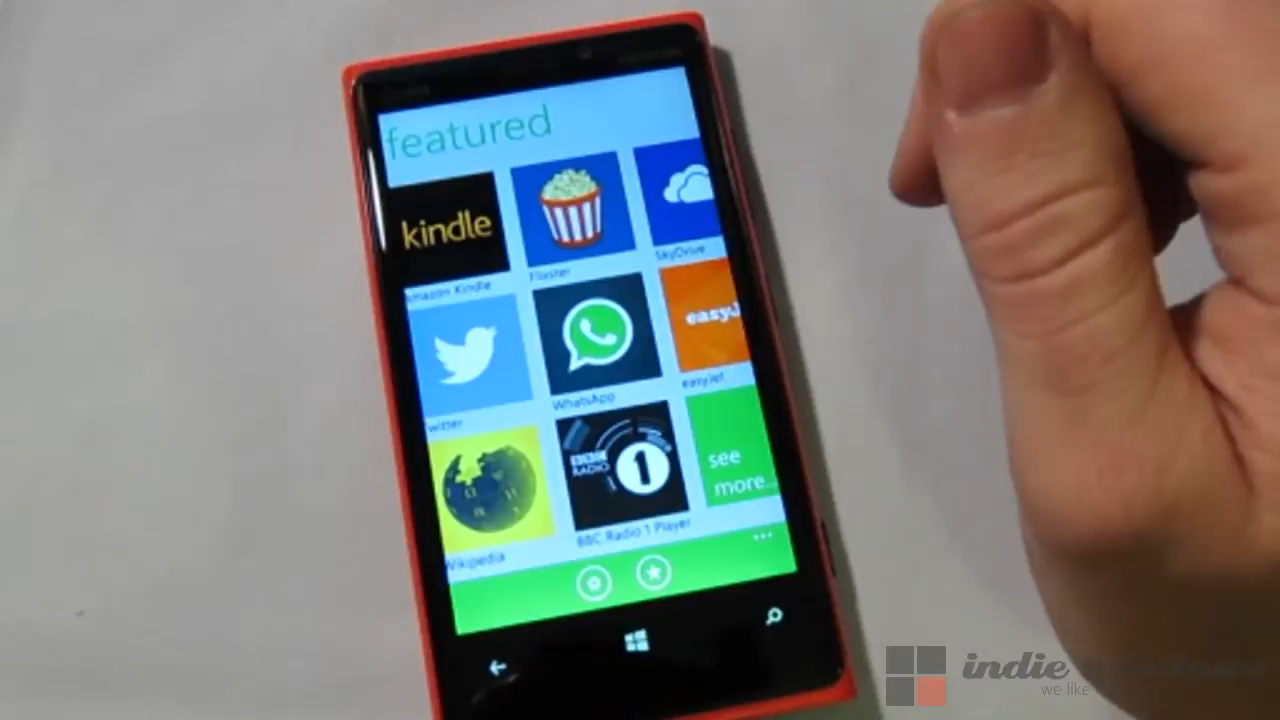 featured
kindle
Amazon Kindle
Flixster
SkyDrive
easyJ
Twitter
WhatsApp
easyJet
BBC
RADIO
1
see
more...
Wikipedia
BBC Radio 1 Player
indie
we like